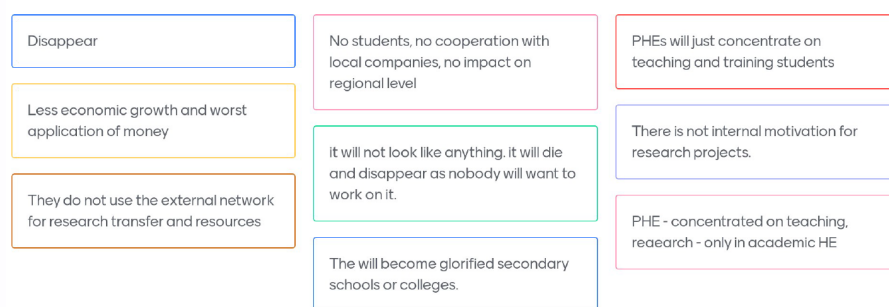 Disappear
Less economic growth and worst
application of money
They do not use the external network
for research transfer and resources
No students, no cooperation with
local companies, no impact on
regional level
it will not look like anything. it will die
and disappear as nobody will want to
work on it.
The will become glorified secondary
schools or colleges.
PHEs will just concentrate on
teaching and training students
There is not internal motivation for
research projects.
PHE - concentrated on teaching,
reaearch - only in academic HE